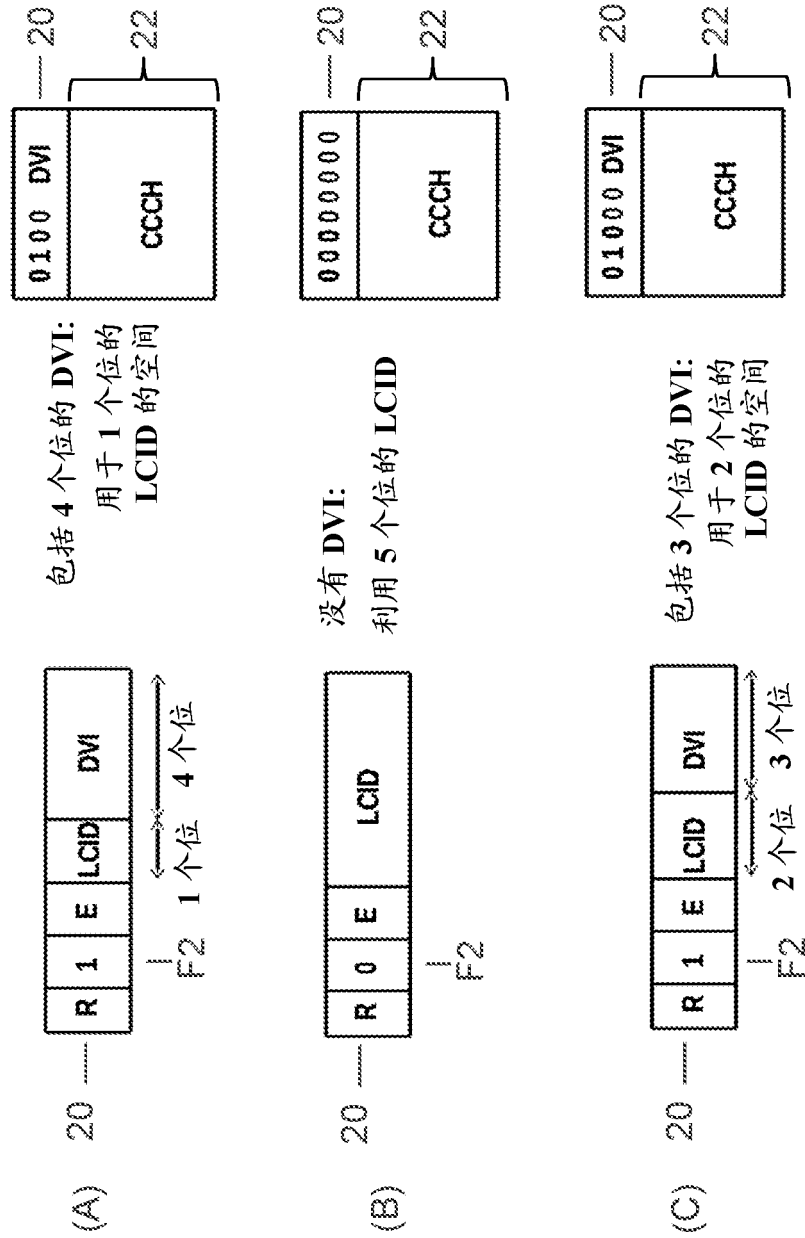 (A)
20
R 1 E LCID DVI
F2
1 个位 4 个位
包括 4 个位的 DVI:
用于 1 个位的
LCID 的空间
0100 DVI
20
CCCH
22
(B)
20
R 0 E LCID
F2
没有 DVI:
利用 5 个位的 LCID
00000000
20
CCCH
22
(C)
20
R 1 E LCID DVI
F2
2 个位 3 个位
包括 3 个位的 DVI:
用于 2 个位的
LCID 的空间
01000 DVI
20
CCCH
22